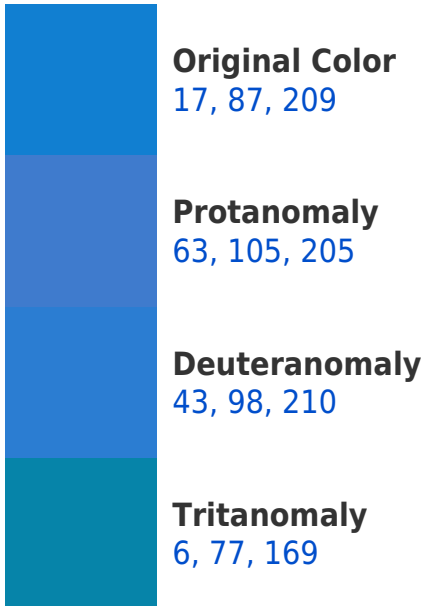 Original Color
17, 87, 209
Protanomaly
63, 105, 205
Deuteranomaly
43, 98, 210
Tritanomaly
6, 77, 169